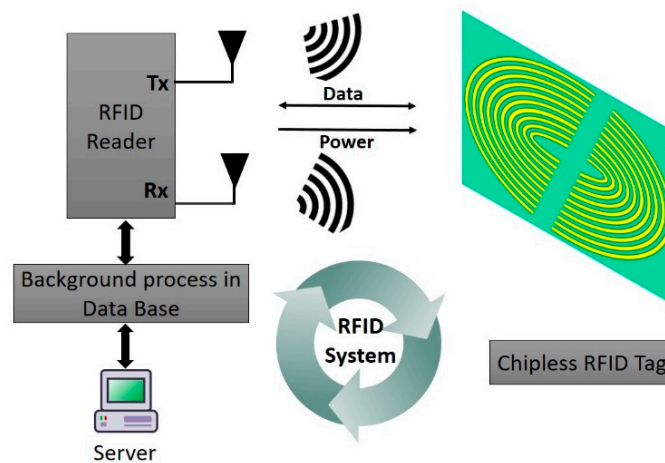 Tx
RFID
Reader
Rx
Data
Power
Background process in
Data Base
RFID
System
Chipless RFID Tag
Server